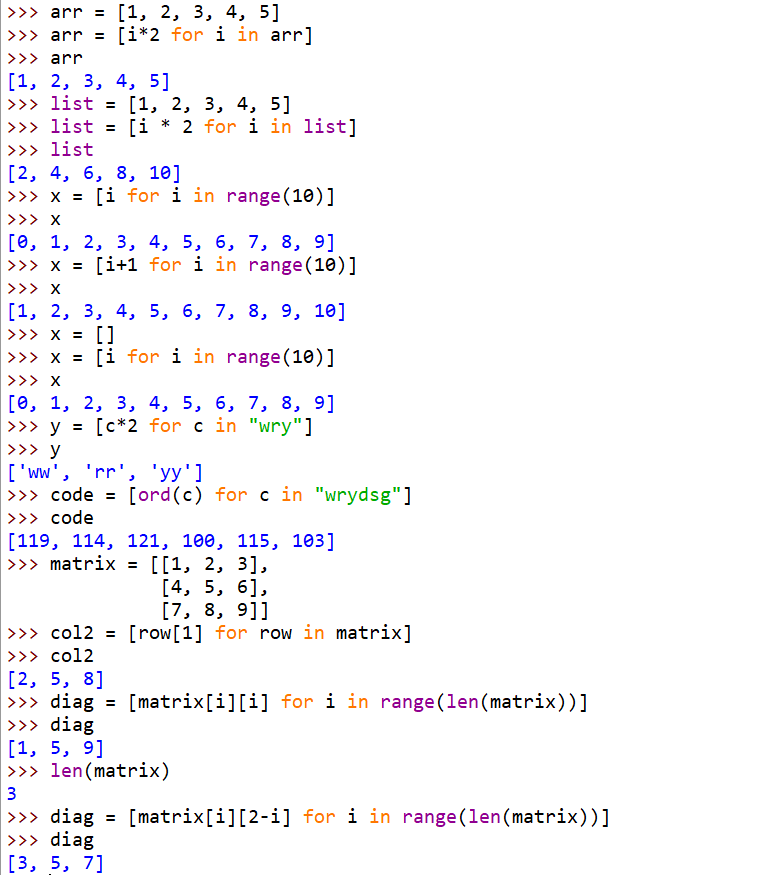 >>> arr = [1, 2, 3, 4, 5]
>>> arr = [i*2 for i in arr]
>>> arr
[1, 2, 3, 4, 5]
>>> list = [1, 2, 3, 4, 5]
>>> list = [i * 2 for i in list]
>>> list
[2, 4, 6, 8, 10]
>>> x = [i for i in range(10)]
>>> x
[0, 1, 2, 3, 4, 5, 6, 7, 8, 9]
>>> x = [i+1 for i in range(10)]
>>> x
[1, 2, 3, 4, 5, 6, 7, 8, 9, 10]
>>> x = []
>>> x = [i for i in range(10)]
>>> x
[0, 1, 2, 3, 4, 5, 6, 7, 8, 9]
>>> y = [c*2 for c in "wry"]
>>> y
['ww', 'rr', 'yy']
>>> code = [ord(c) for c in "wrydsg"]
>>> code
[119, 114, 121, 100, 115, 103]
>>> matrix = [[1, 2, 3],
              [4, 5, 6],
              [7, 8, 9]]
>>> col2 = [row[1] for row in matrix]
>>> col2
[2, 5, 8]
>>> diag = [matrix[i][i] for i in range(len(matrix))]
>>> diag
[1, 5, 9]
>>> len(matrix)
3
>>> diag = [matrix[i][2-i] for i in range(len(matrix))]
>>> diag
[3, 5, 7]